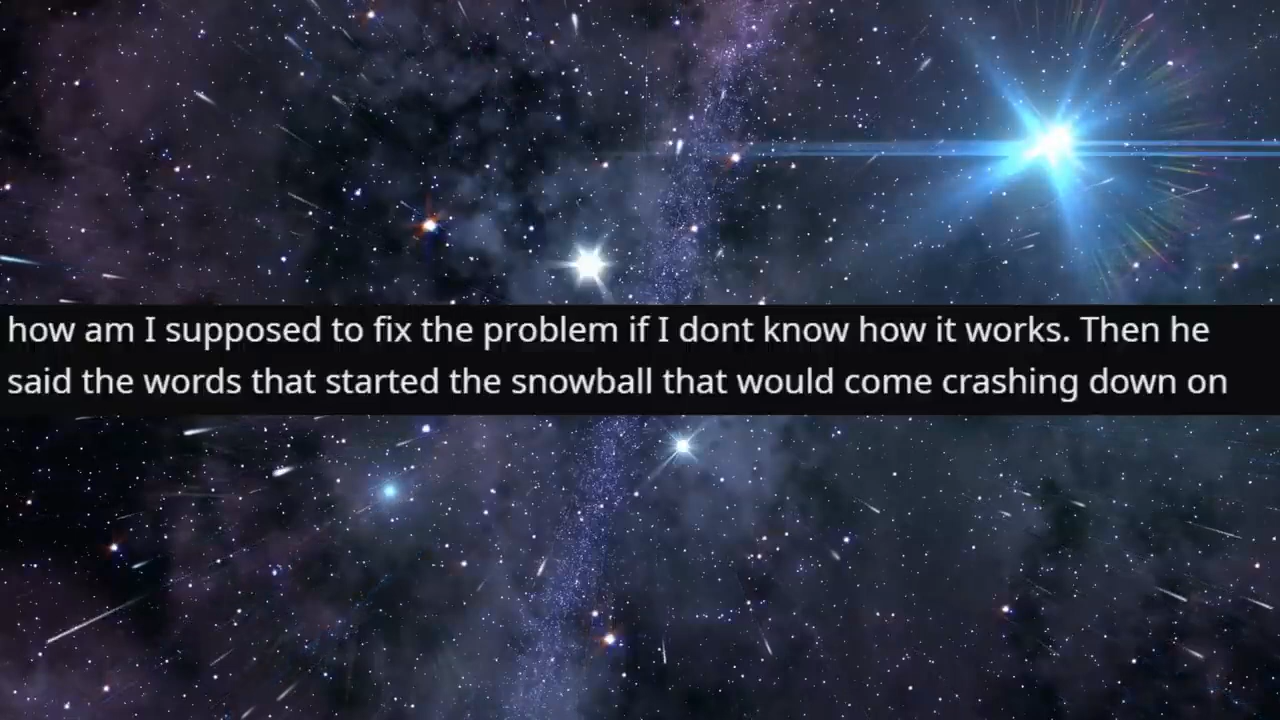 how am I supposed to fix the problem if I dont know how it works. Then he
said the words that started the snowball that would come crashing down on